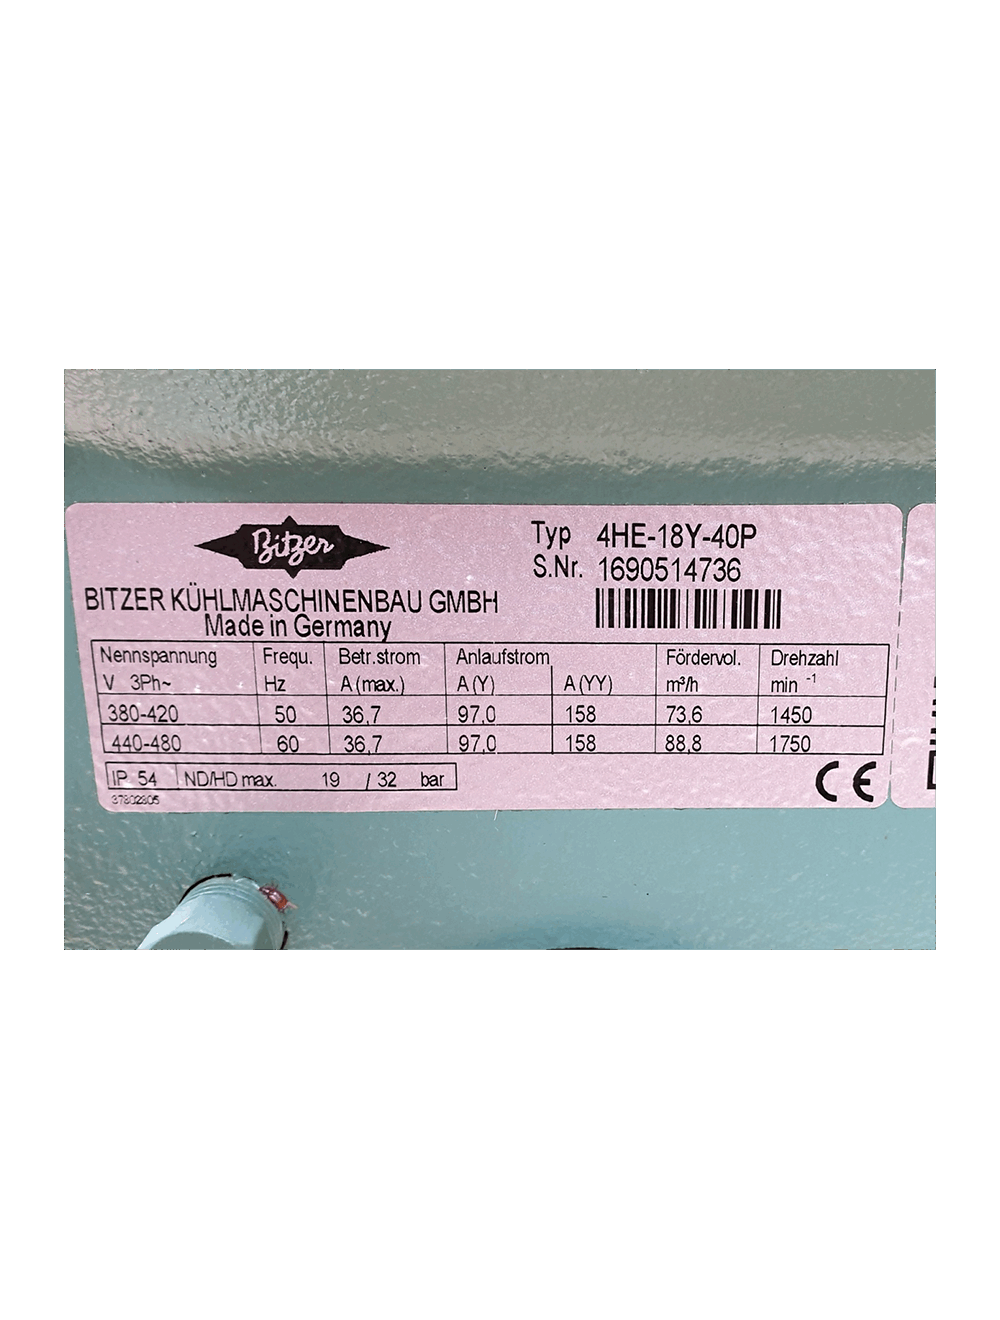 Bitzer
BITZER KÜHLMASCHINENBAU GMBH
Made in Germany
Typ 4HE-18Y-40P
S.Nr. 1690514736
Nennspannung Frequ. Betr.strom Anlaufstrom Fördervol. Drehzahl
V 3Ph~ Hz A (max.) A (Y) A (YY) m³/h min -1
380-420 50 36,7 97,0 158 73,6 1450
440-480 60 36,7 97,0 158 88,8 1750
IP 54 ND/HD max. 19 / 32 bar
CE
37802805